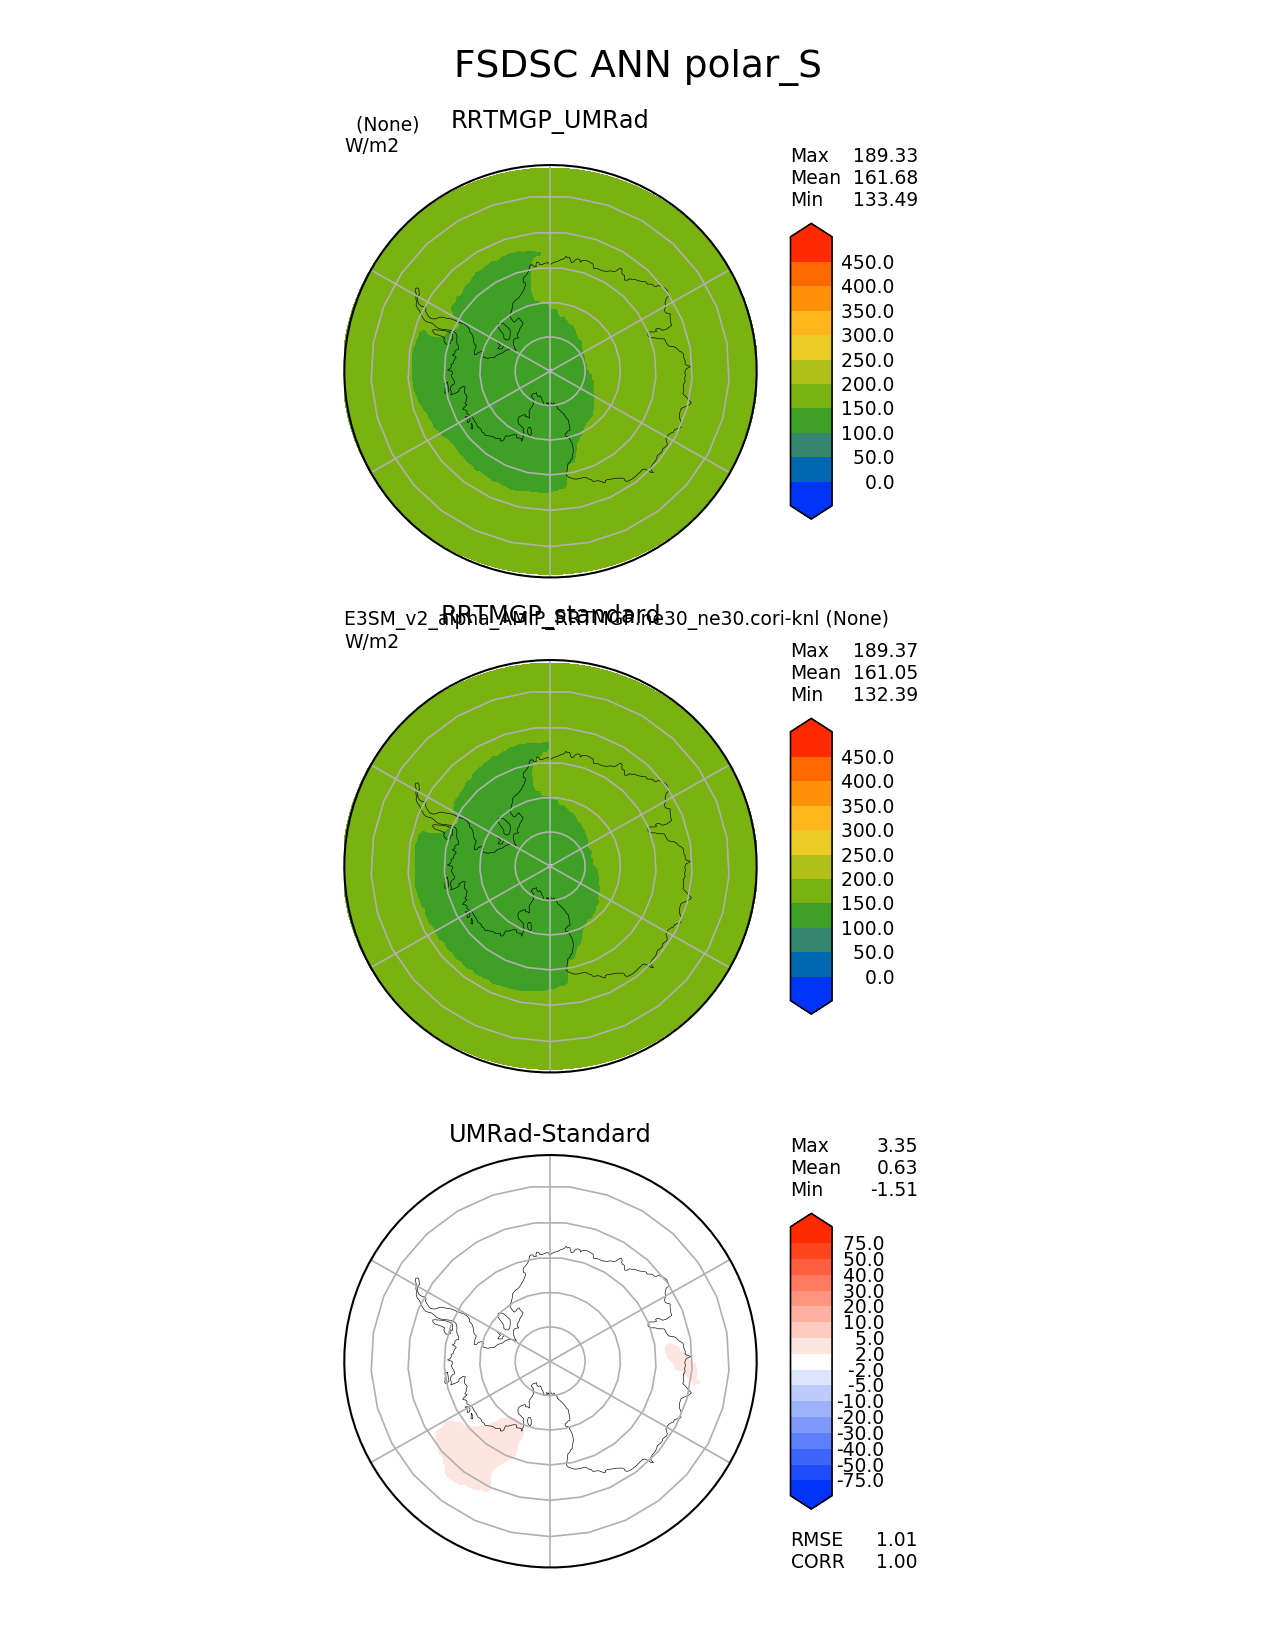 FSDSC ANN polar_S
RRTMGP_UMRad
(None)
W/m2
Max 189.33
Mean 161.68
Min 133.49
450.0
400.0
350.0
300.0
250.0
200.0
150.0
100.0
50.0
0.0
RRTMGP_standard
E3SM_v2_alpha_AMIP_RRTMGP.ne30_ne30.cori-knl (None)
W/m2
Max 189.37
Mean 161.05
Min 132.39
450.0
400.0
350.0
300.0
250.0
200.0
150.0
100.0
50.0
0.0
UMRad-Standard
Max 3.35
Mean 0.63
Min -1.51
75.0
50.0
40.0
30.0
20.0
10.0
5.0
2.0
-2.0
-5.0
-10.0
-20.0
-30.0
-40.0
-50.0
-75.0
RMSE 1.01
CORR 1.00